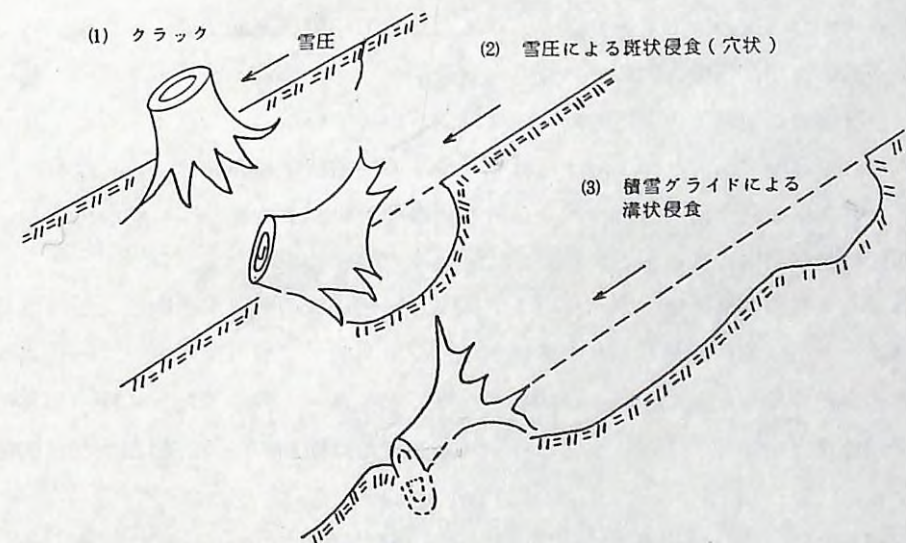 (1) クラック
雪圧
(2) 雪圧による斑状侵食(穴状)
(3) 積雪グライドによる
溝状侵食